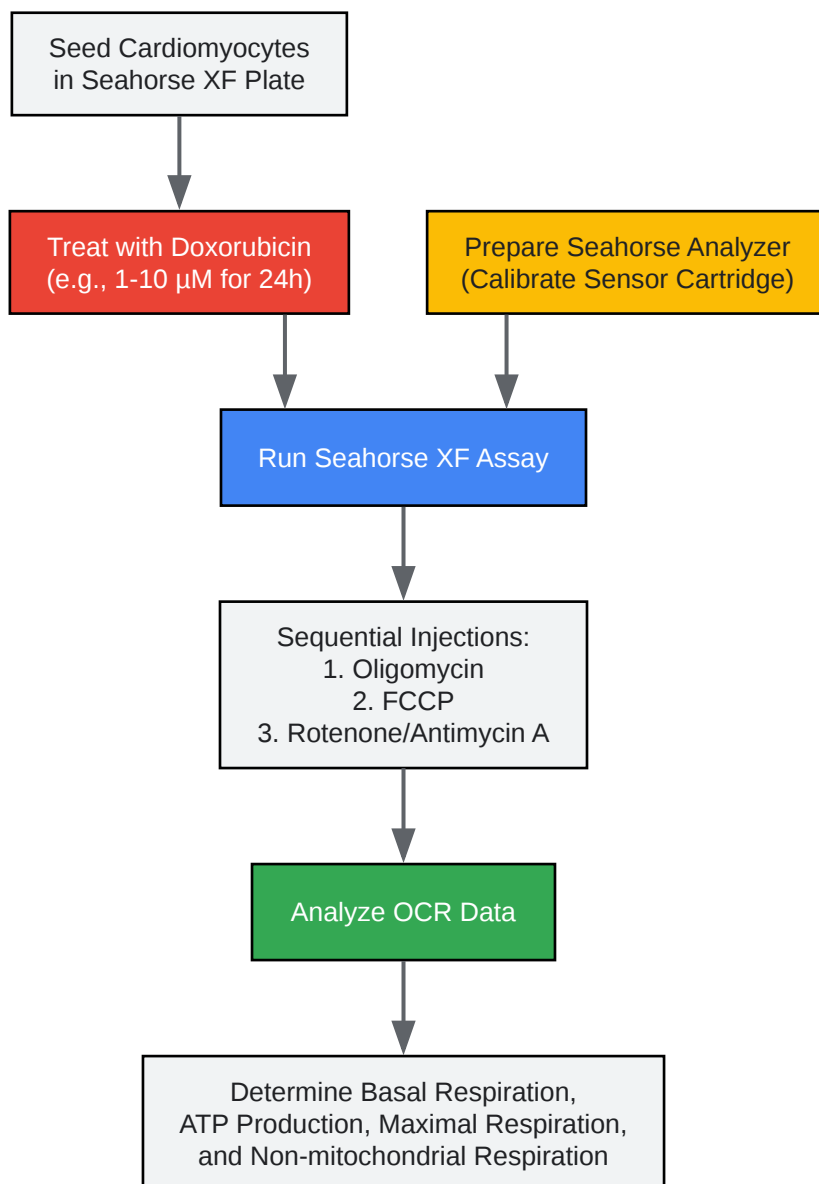 Seed Cardiomyocytes
in Seahorse XF Plate
Treat with Doxorubicin
(e.g., 1-10 µM for 24h)
Prepare Seahorse Analyzer
(Calibrate Sensor Cartridge)
Run Seahorse XF Assay
Sequential Injections:
1. Oligomycin
2. FCCP
3. Rotenone/Antimycin A
Analyze OCR Data
Determine Basal Respiration,
ATP Production, Maximal Respiration,
and Non-mitochondrial Respiration